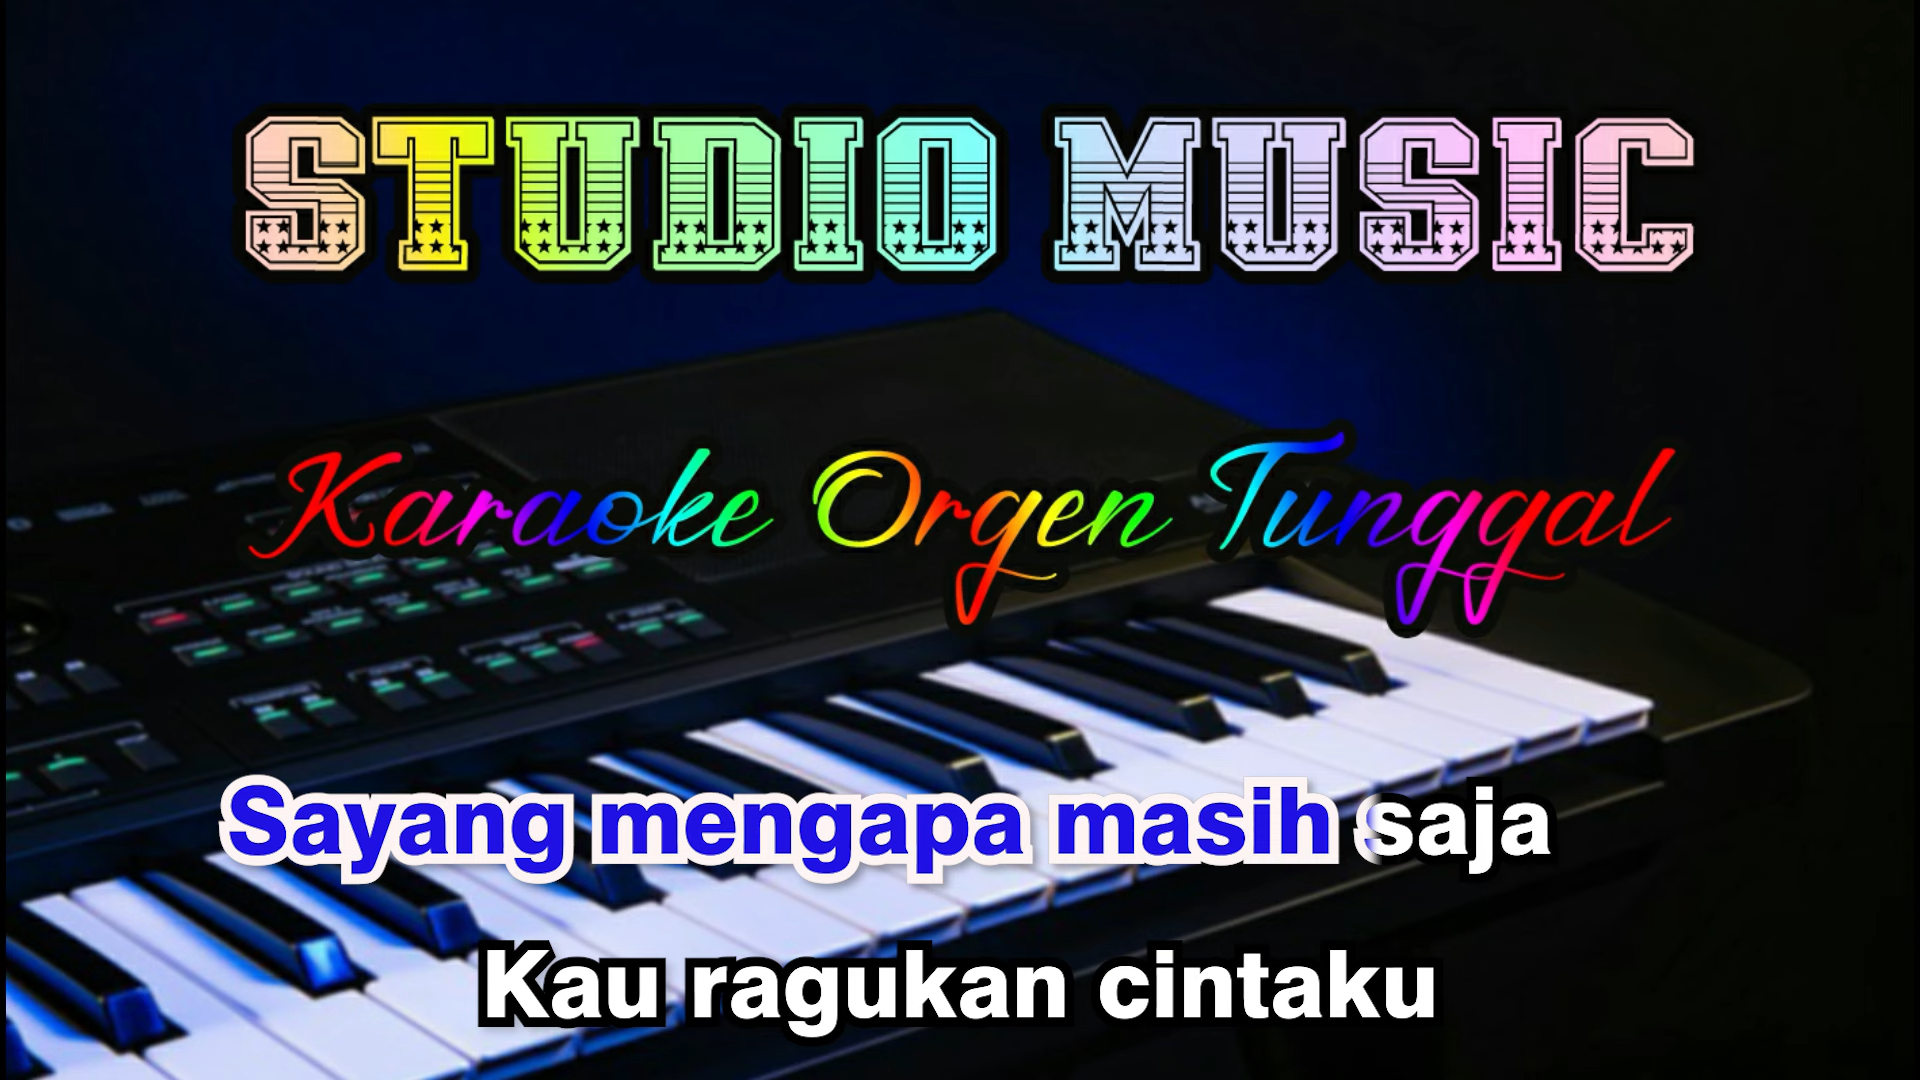 STUDIO MUSIC
Karaoke Orgen Tunggal
Sayang mengapa masih saja
Kau ragukan cintaku